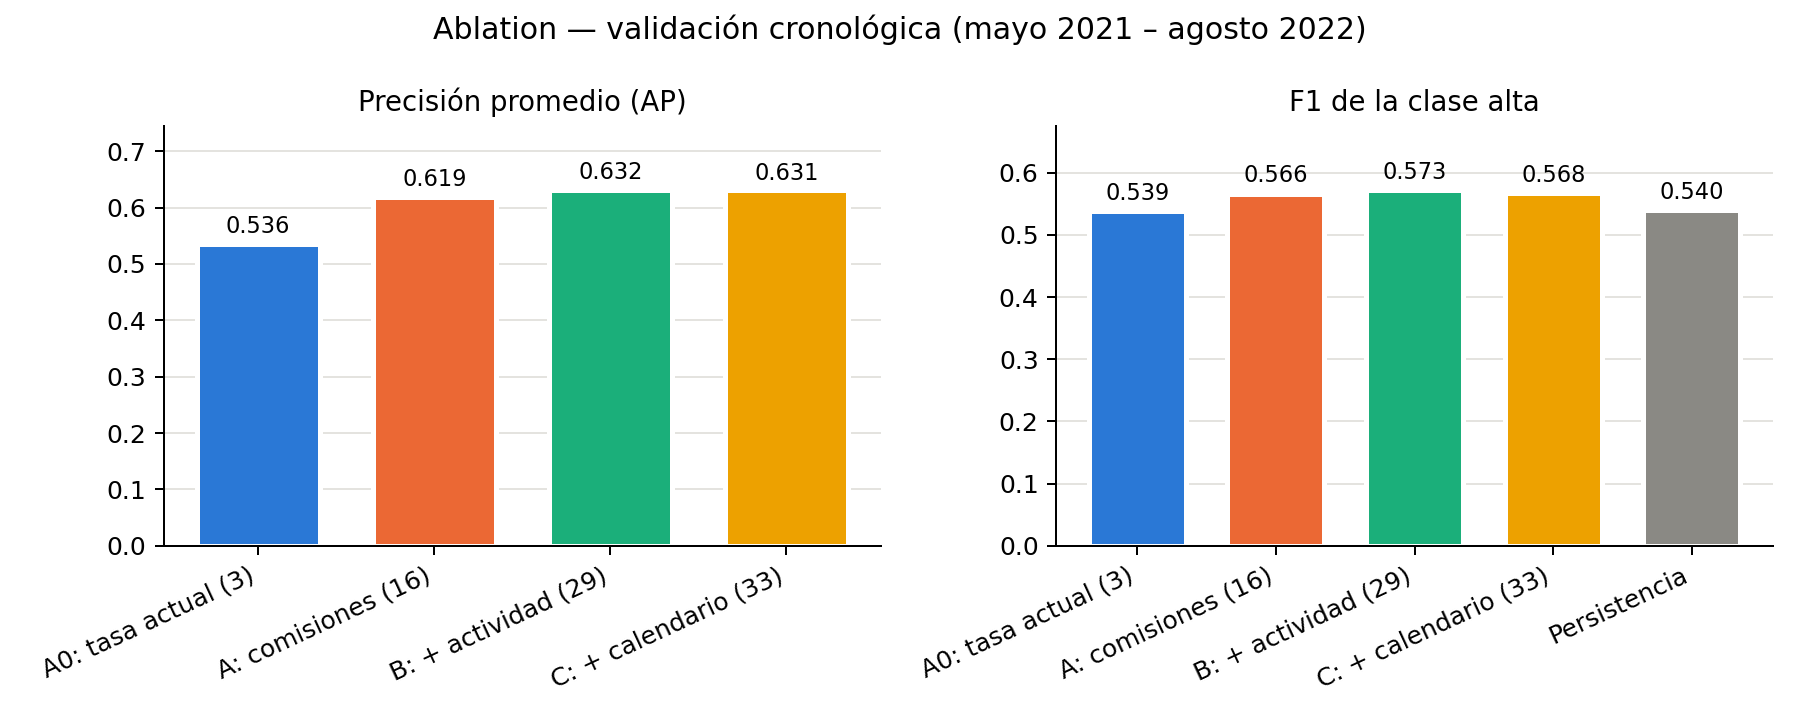 Ablation — validación cronológica (mayo 2021 – agosto 2022)
Precisión promedio (AP)
0.7
0.6
0.5
0.4
0.3
0.2
0.1
0.0
0.536
0.619
0.632
0.631
A0: tasa actual (3)
A: comisiones (16)
B: + actividad (29)
C: + calendario (33)
F1 de la clase alta
0.6
0.5
0.4
0.3
0.2
0.1
0.0
0.539
0.566
0.573
0.568
0.540
A0: tasa actual (3)
A: comisiones (16)
B: + actividad (29)
C: + calendario (33)
Persistencia